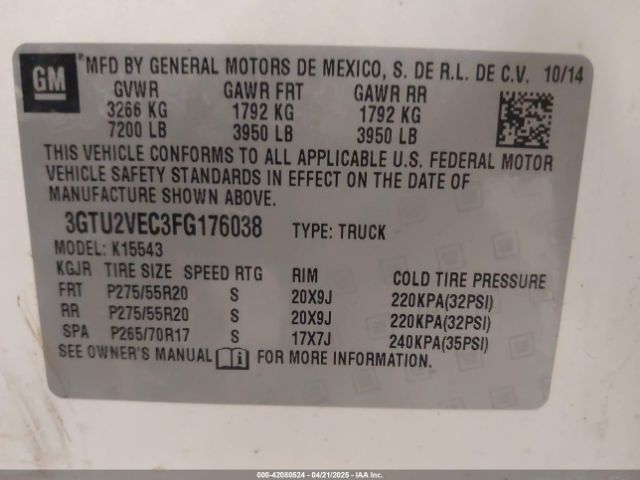 GM
*MFD BY GENERAL MOTORS DE MEXICO, S. DE R.L. DE C.V. 10/14
GVWR GAWR FRT GAWR RR
3266 KG 1792 KG 1792 KG
7200 LB 3950 LB 3950 LB
THIS VEHICLE CONFORMS TO ALL APPLICABLE U.S. FEDERAL MOTOR
VEHICLE SAFETY STANDARDS IN EFFECT ON THE DATE OF
MANUFACTURE SHOWN ABOVE.
3GTU2VEC3FG176038 TYPE: TRUCK
MODEL: K15543
KGJR TIRE SIZE SPEED RTG RIM COLD TIRE PRESSURE
FRT P275/55R20 S 20X9J 220KPA(32PSI)
RR P275/55R20 S 20X9J 220KPA(32PSI)
SPA P265/70R17 S 17X7J 240KPA(35PSI)
SEE OWNER'S MANUAL FOR MORE INFORMATION.
000-42080524 - 04/21/2025 - IAA Inc.